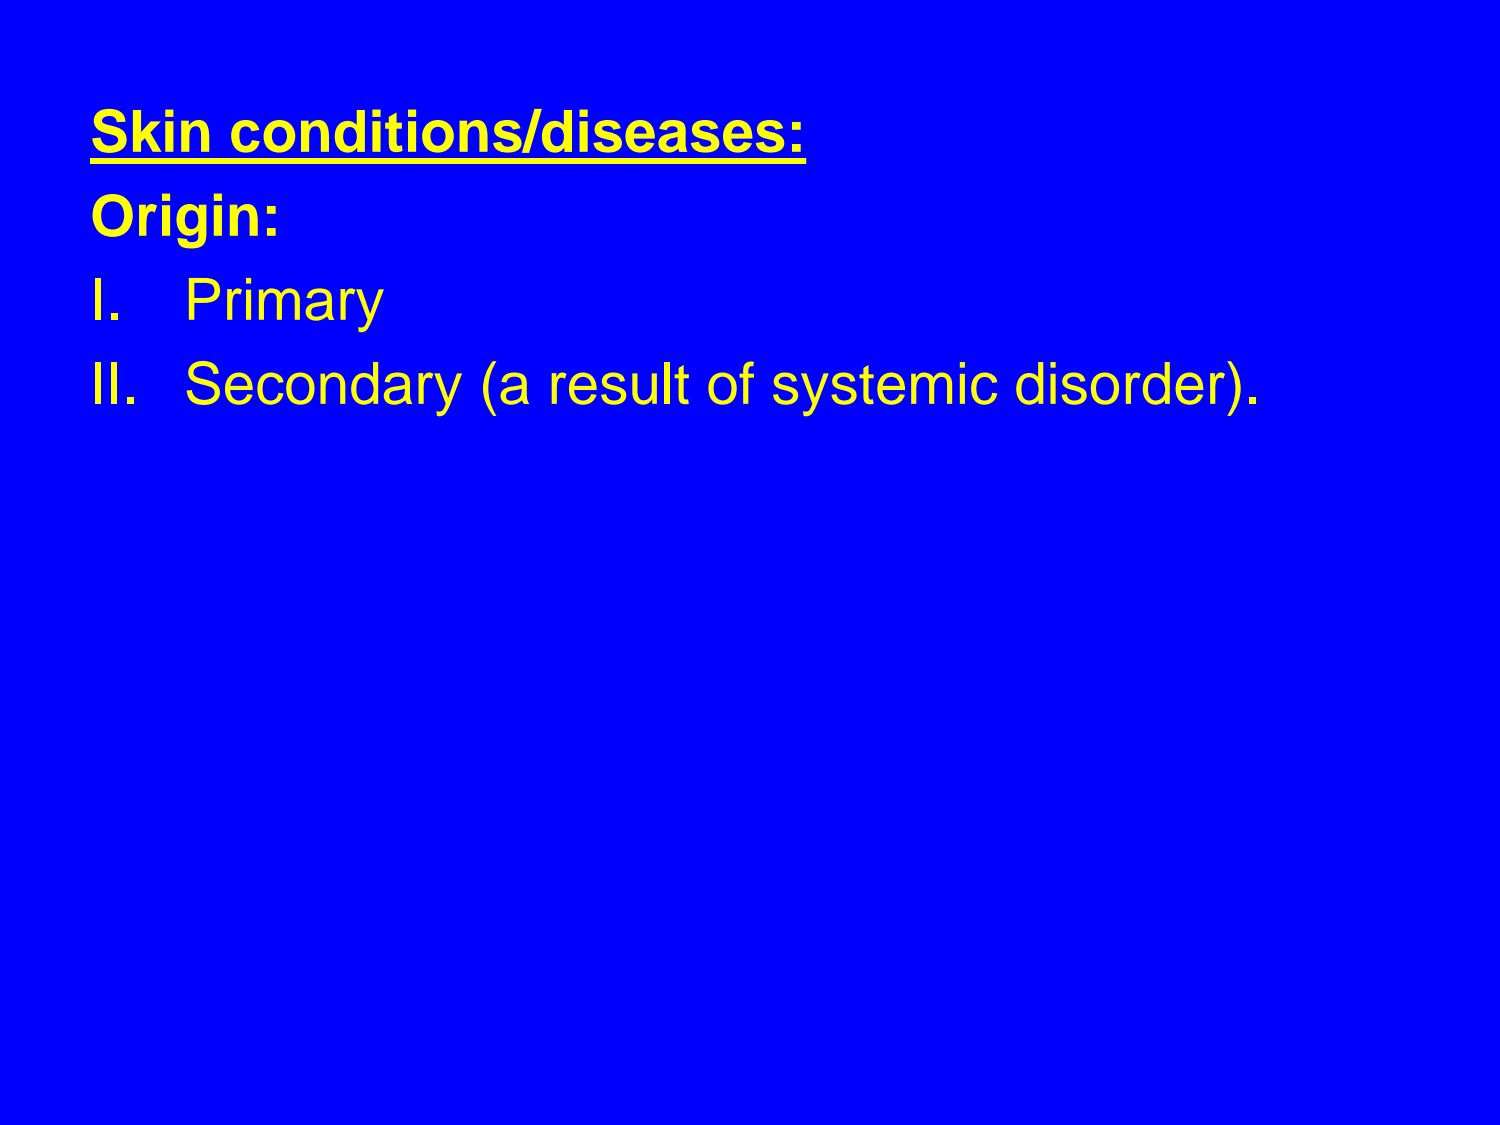 Skin conditions/diseases:
Origin:
I. Primary
II. Secondary (a result of systemic disorder).